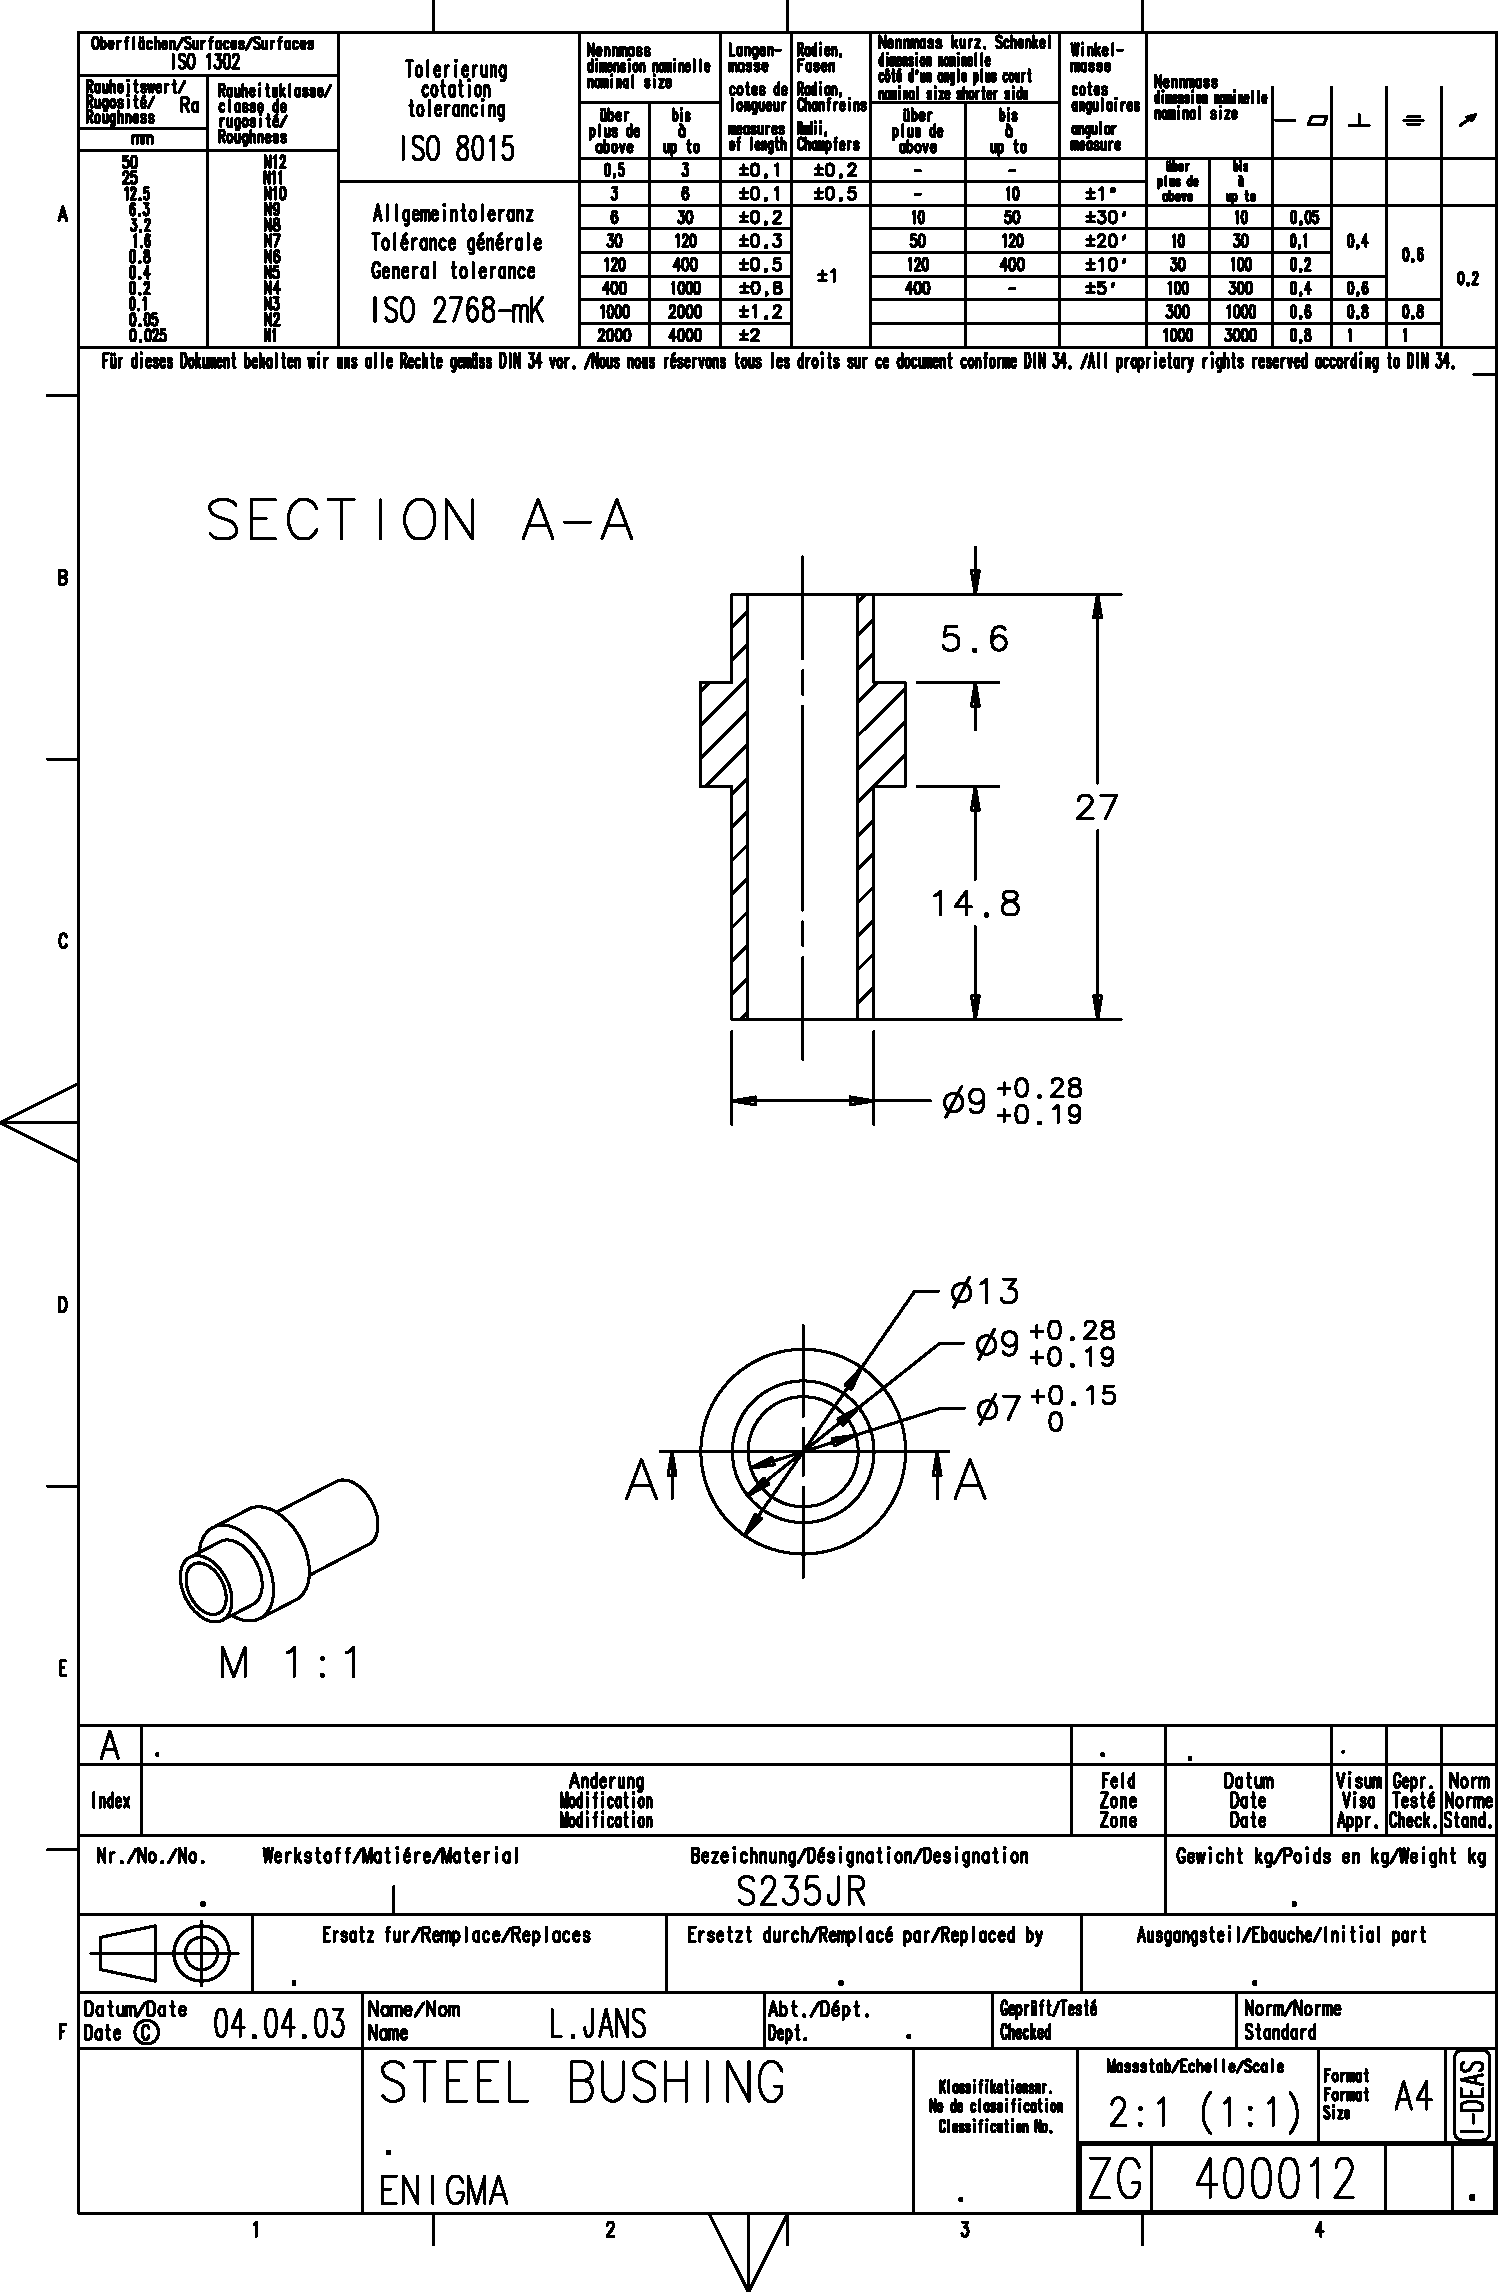 Oberflächen/Surfaces/Surfaces
ISO 1302
Rauheitswert/ Rugosité/ Roughness Ra
Rauheitsklasse/ classe de rugosité/ Roughness
mm
50 N12
25 N11
12.5 N10
6.3 N9
3.2 N8
1.6 N7
0.8 N6
0.4 N5
0.2 N4
0.1 N3
0.05 N2
0.025 N1
Tolerierung
cotation
tolerancing
ISO 8015
Allgemeintoleranz
Tolérance générale
General tolerance
ISO 2768-mK
Nennmass
dimension nominelle
nominal size
über plus de above
bis à up to
Langen-masse
cotes de longueur
measures of length
Radien, Fasen
Radian, Chanfreins
Radii, Champfers
Nennmass kurz. Schenkel
dimension nominelle
côté d'un angle plus court
nominal size shorter side
über plus de above
bis à up to
Winkel-masse
cotes angulaires
angular measure
Nennmass
dimension nominelle
nominal size
über plus de above
bis à up to
0,5 3 ±0,1 ±0,2 - -
3 6 ±0,1 ±0,5 - 10 ±1°
6 30 ±0,2 10 50 ±30' 10 0,05
30 120 ±0,3 50 120 ±20' 10 30 0,1 0,4
120 400 ±0,5 ±1 120 400 ±10' 30 100 0,2 0,6
400 1000 ±0,8 400 - ±5' 100 300 0,4 0,6 0,2
1000 2000 ±1,2 300 1000 0,6 0,8 0,8
2000 4000 ±2 1000 3000 0,8 1 1
Für dieses Dokument behalten wir uns alle Rechte gemäss DIN 34 vor. /Nous nous réservons tous les droits sur ce document conforme DIN 34. /All proprietary rights reserved according to DIN 34.
A
B
C
D
E
F
SECTION A-A
5.6
27
14.8
ø9 +0.28 +0.19
ø13
ø9 +0.28 +0.19
ø7 +0.15 0
A A
M 1:1
A . . . .
Index
Anderung
Modification
Modification
Feld
Zone
Zone
Datum
Date
Date
Visum
Visa
Appr.
Gepr.
Testé
Check.
Norm
Norme
Stand.
Nr./No./No. Werkstoff/Matiére/Material Bezeichnung/Désignation/Designation Gewicht kg/Poids en kg/Weight kg
. S235JR .
Ersatz fur/Remplace/Replaces Ersetzt durch/Remplacé par/Replaced by Ausgangsteil/Ebauche/Initial part
. . .
Datum/Date
Date © 04.04.03
Name/Nom
Name L.JANS
Abt./Dépt.
Dept. .
Geprüft/Testé
Checked
Norm/Norme
Standard
STEEL BUSHING
.
ENIGMA
Klassifikationsnr.
No de classification
Classification No.
.
Massstab/Echelle/Scale
2:1 (1:1)
Format
Format
Size
A4
I-DEAS
ZG 400012 .
1 2 3 4